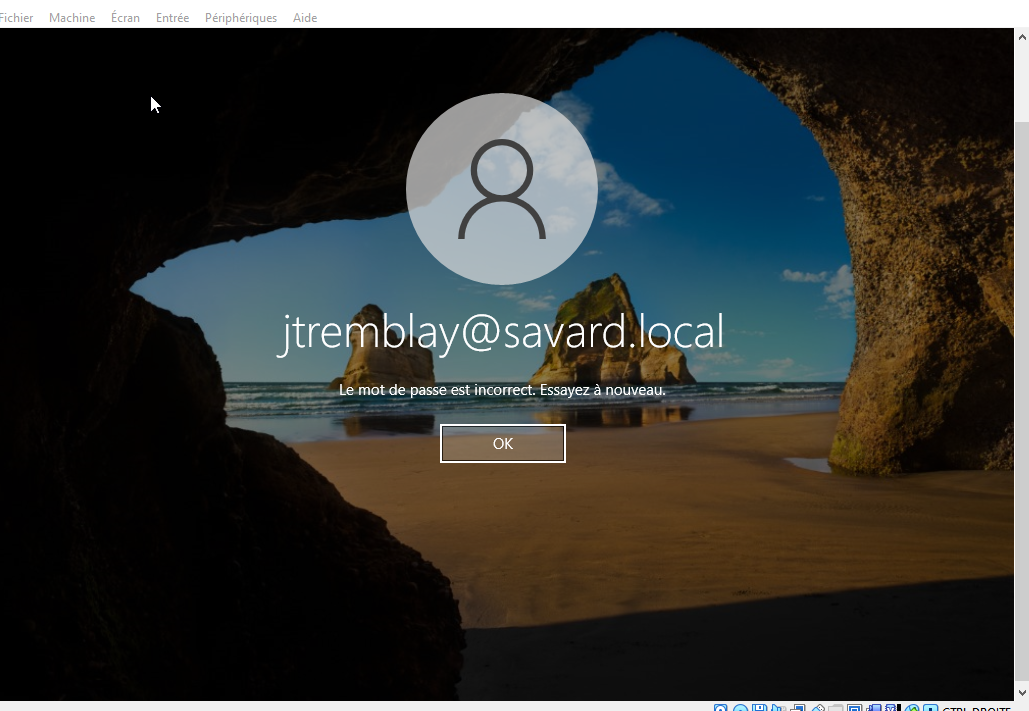 Fichier Machine Écran Entrée Périphériques Aide
jtremblay@savard.local
Le mot de passe est incorrect. Essayez à nouveau.
OK
CTRL DROITE